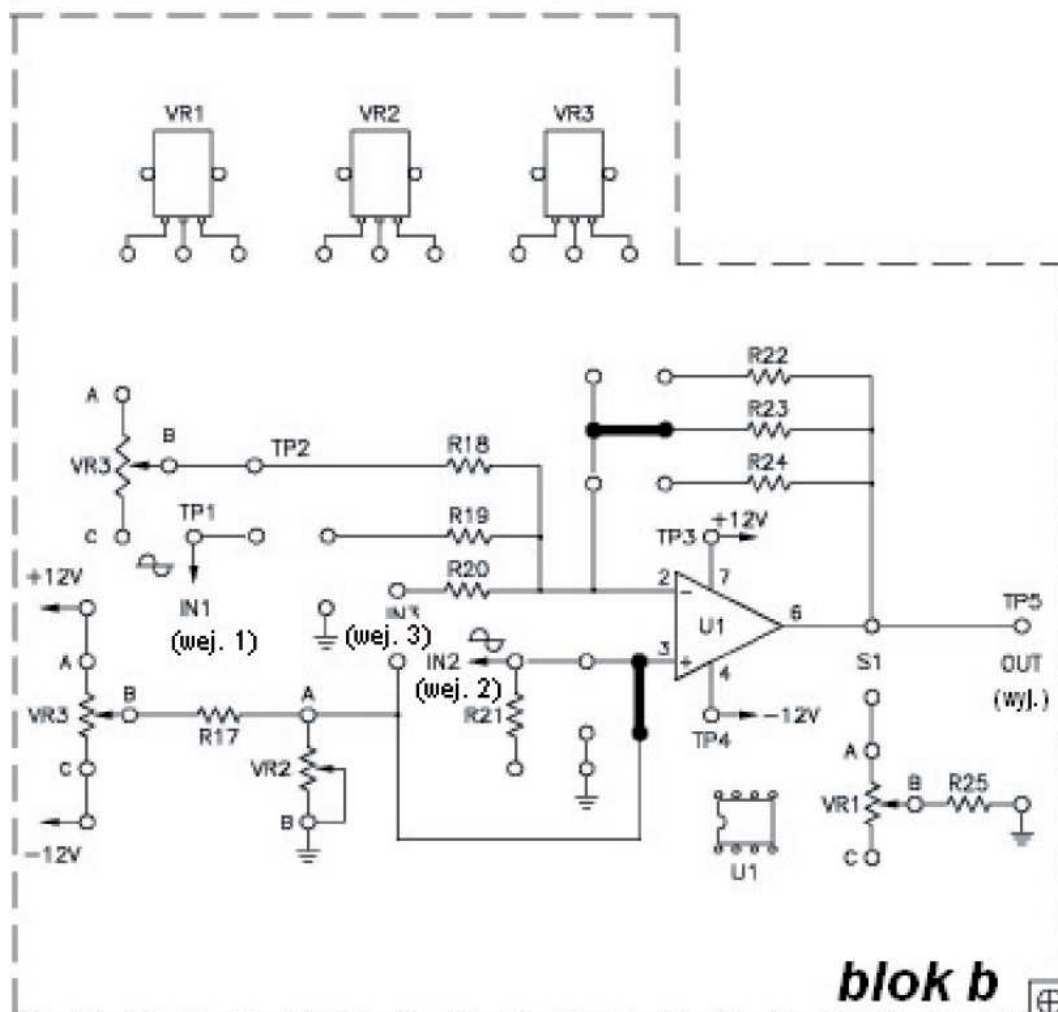 VR1 VR2 VR3
R22
A
R23
B TP2 R18
VR3
R24
TP1 R19
C
TP3 +12V
+12V
R20 2 − 7
IN1 IN3
(wej. 1) (wej. 3) U1 6 TP5
3 +
A IN2 4 S1 OUT
(wej. 2) (wyj.)
B A
VR3 R21
R17 TP4 −12V
C VR2 A
B R25
VR1
B
−12V
U1 C
blok b